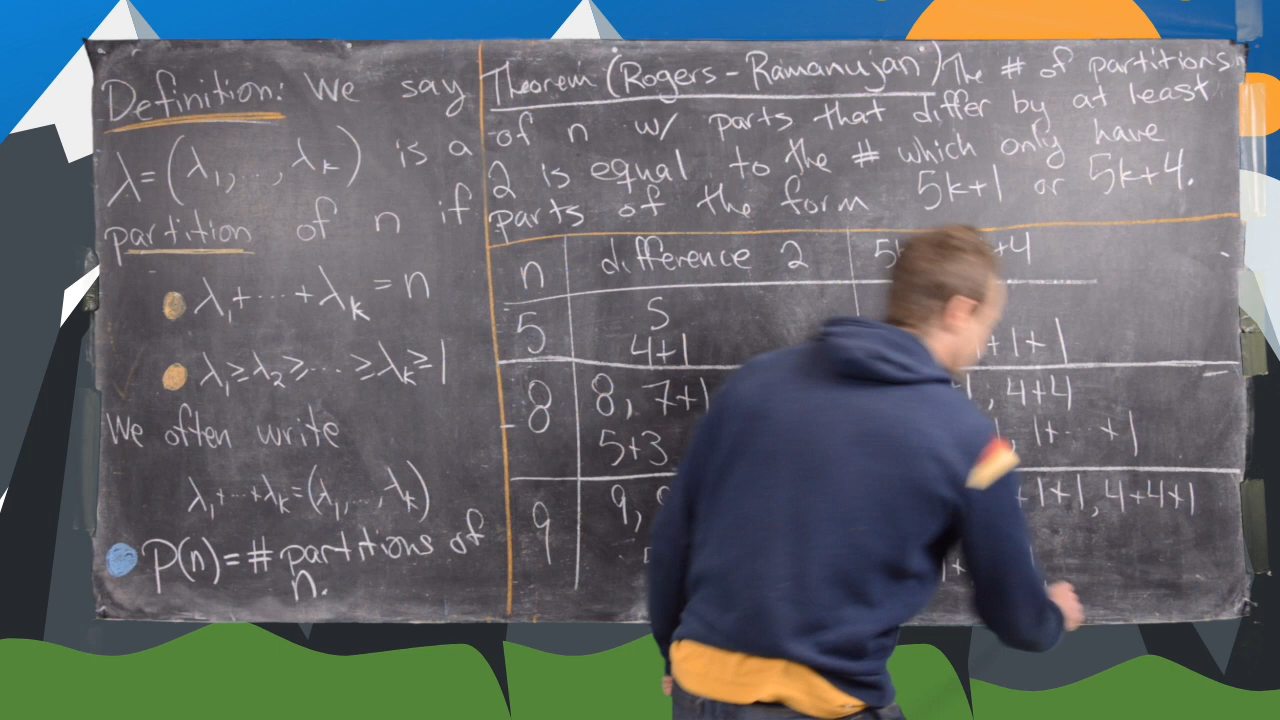 Definition: We say
λ=(λ₁,...,λₖ) is a
partition of n if
λ₁+⋯+λₖ=n
λ₁≥λ₂≥⋯≥λₖ≥1
We often write
λ₁+⋯+λₖ=(λ₁,...,λₖ)
P(n)=# partitions of
n.
Theorem (Rogers-Ramanujan) The # of partitions
of n w/ parts that differ by at least
2 is equal to the # which only have
parts of the form 5k+1 or 5k+4.
n difference 2 +4
5 5
4+1 +1+1
8 8, 7+1 , 4+4
5+3 , 1+⋯+1
9 9, +1+1, 4+4+1